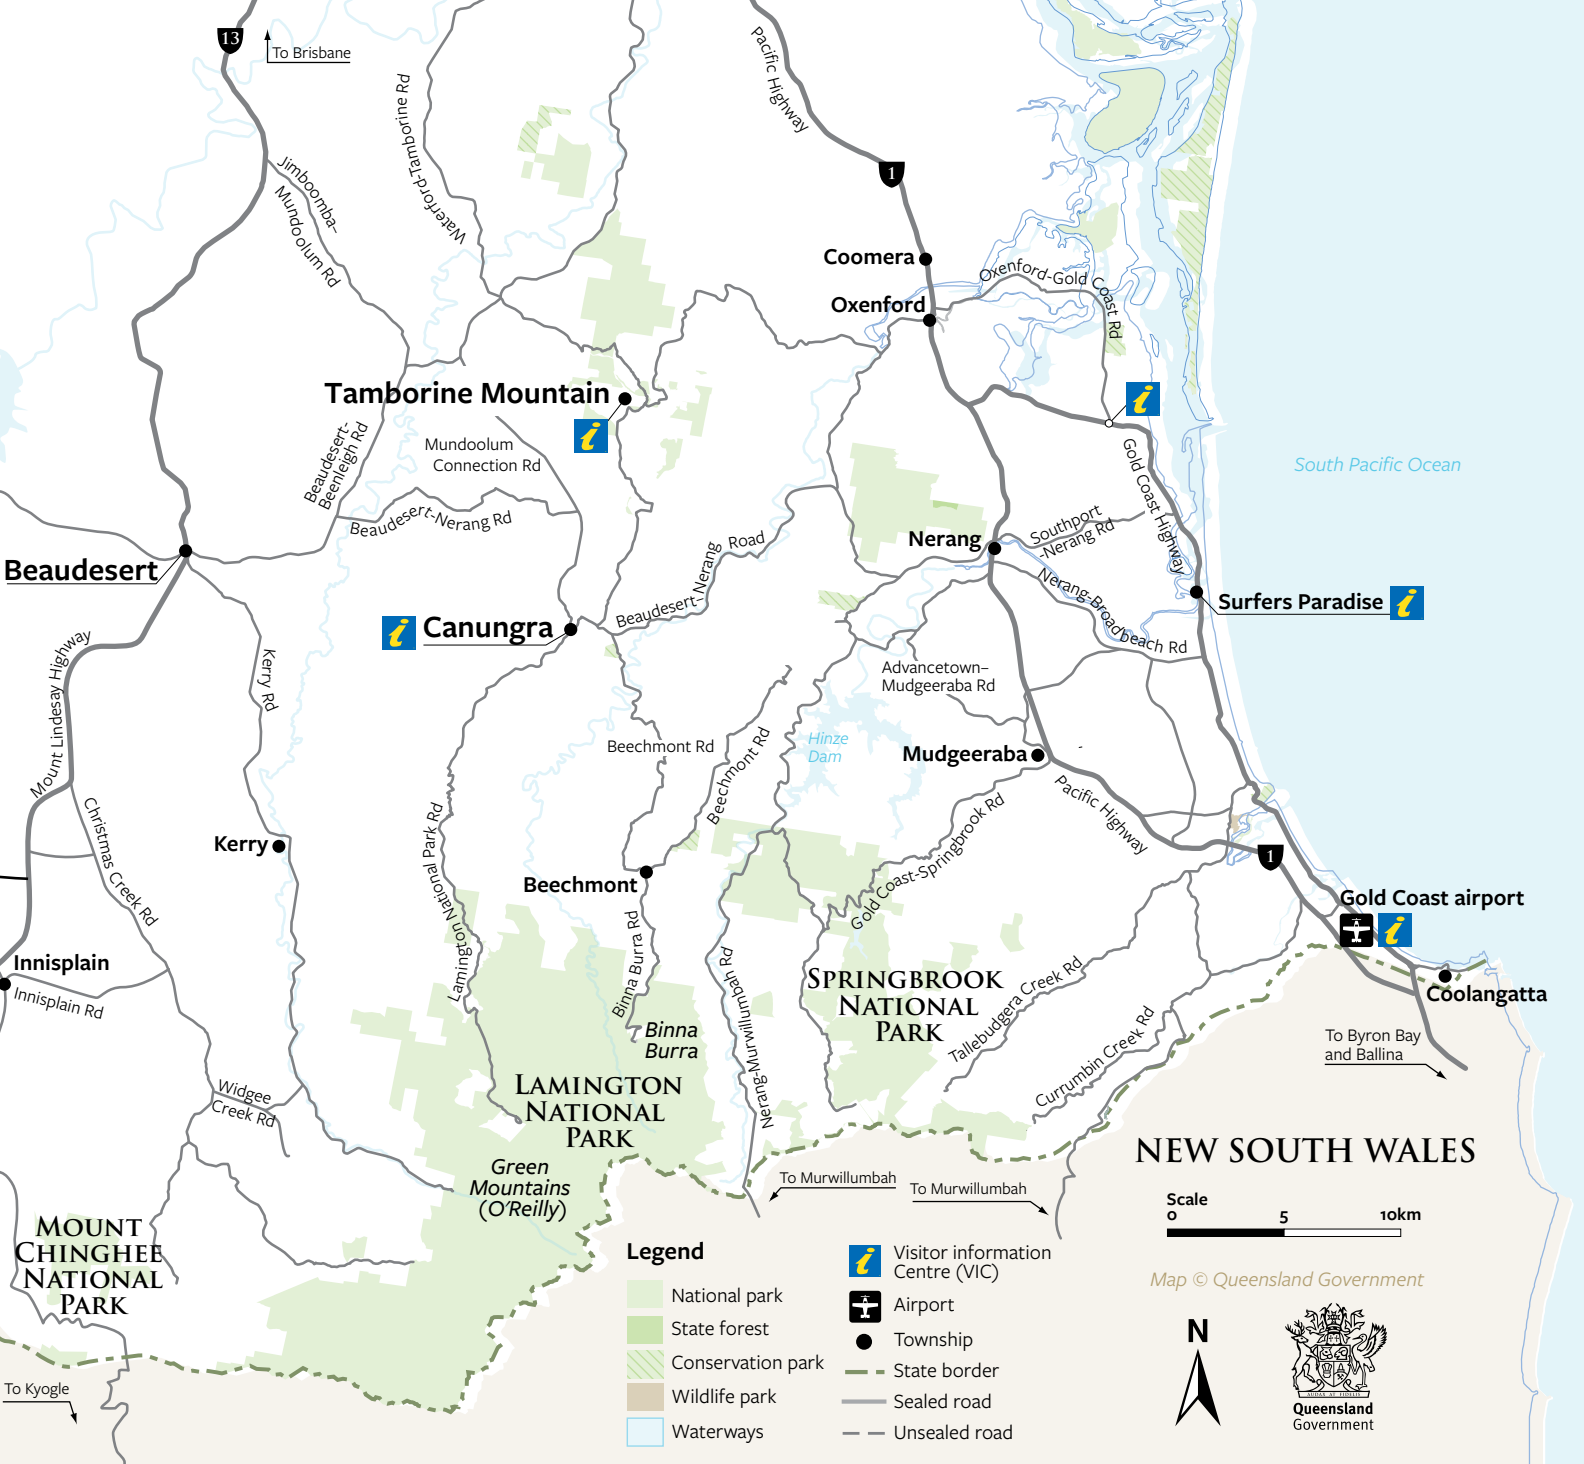 13
To Brisbane
Pacific Highway
Waterford-Tamborine Rd
Jimboomba–
Mundoolum Rd
1
Coomera
Oxenford-Gold Coast Rd
Oxenford
Tamborine Mountain
i
i
Beaudesert-
Beenleigh Rd
Mundoolum
Connection Rd
Gold Coast Highway
South Pacific Ocean
Beaudesert-Nerang Rd
Southport
-Nerang Rd
Nerang
Beaudesert–Nerang Road
Beaudesert
Nerang-Broadbeach Rd
Surfers Paradise
i
i
Canungra
Mount Lindesay Highway
Kerry Rd
Advancetown–
Mudgeeraba Rd
Beechmont Rd
Beechmont Rd
Hinze
Dam
Mudgeeraba
Pacific Highway
Christmas Creek Rd
Lamington National Park Rd
Gold Coast-Springbrook Rd
Kerry
1
Beechmont
Gold Coast airport
i
Binna Burra Rd
Nerang-Murwillumbah Rd
Innisplain
Innisplain Rd
Springbrook
National
Park
Tallebudgera Creek Rd
Coolangatta
Binna
Burra
Currumbin Creek Rd
To Byron Bay
and Ballina
Widgee
Creek Rd
Lamington
National
Park
NEW SOUTH WALES
Green
Mountains
(O'Reilly)
To Murwillumbah
To Murwillumbah
Mount
Chinghee
National
Park
Scale
0 5 10km
Legend
National park
State forest
Conservation park
Wildlife park
Waterways
i
Visitor information
Centre (VIC)
Airport
Township
State border
Sealed road
Unsealed road
Map © Queensland Government
N
AUDAX AT FIDELIS
Queensland
Government
To Kyogle